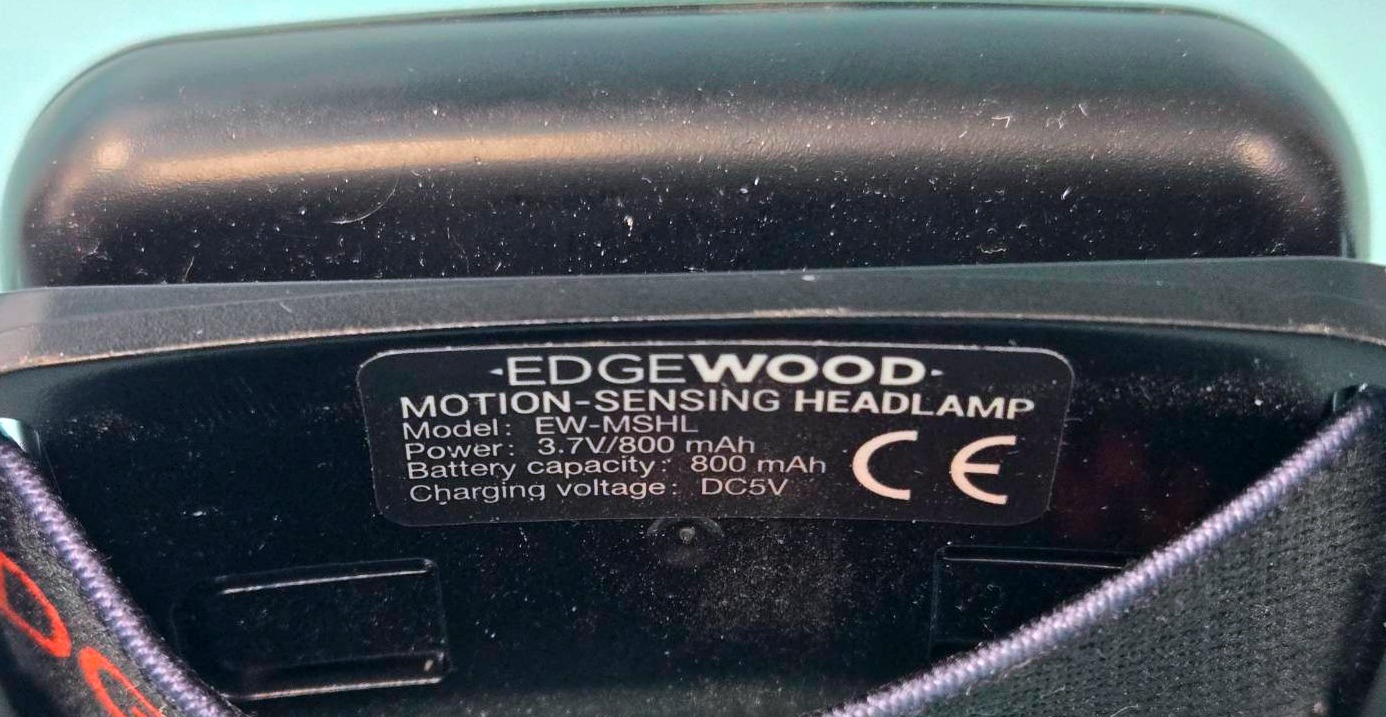 EDGEWOOD
MOTION-SENSING HEADLAMP
Model: EW-MSHL
Power: 3.7V/800 mAh
Battery capacity: 800 mAh
Charging voltage: DC5V
CE